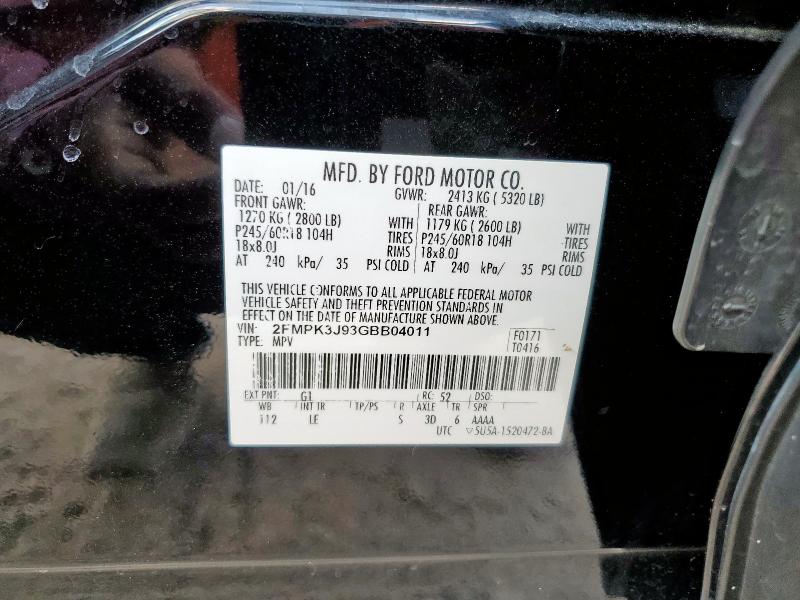 MFD. BY FORD MOTOR CO.
DATE: 01/16 GVWR: 2413 KG ( 5320 LB)
FRONT GAWR: REAR GAWR:
1270 KG ( 2800 LB) WITH 1179 KG ( 2600 LB) WITH
P245/60R18 104H TIRES P245/60R18 104H TIRES
18x8.0J RIMS 18x8.0J RIMS
AT 240 kPa/ 35 PSI COLD AT 240 kPa/ 35 PSI COLD
THIS VEHICLE CONFORMS TO ALL APPLICABLE FEDERAL MOTOR
VEHICLE SAFETY AND THEFT PREVENTION STANDARDS IN
EFFECT ON THE DATE OF MANUFACTURE SHOWN ABOVE.
VIN: 2FMPK3J93GBB04011 F0171
TYPE: MPV T0416
EXT PNT: G1 RC: 52 DSO:
WB INT TR TP/PS R AXLE TR SPR
112 LE S 3D 6 AAAA
UTC 5U5A-1520472-BA